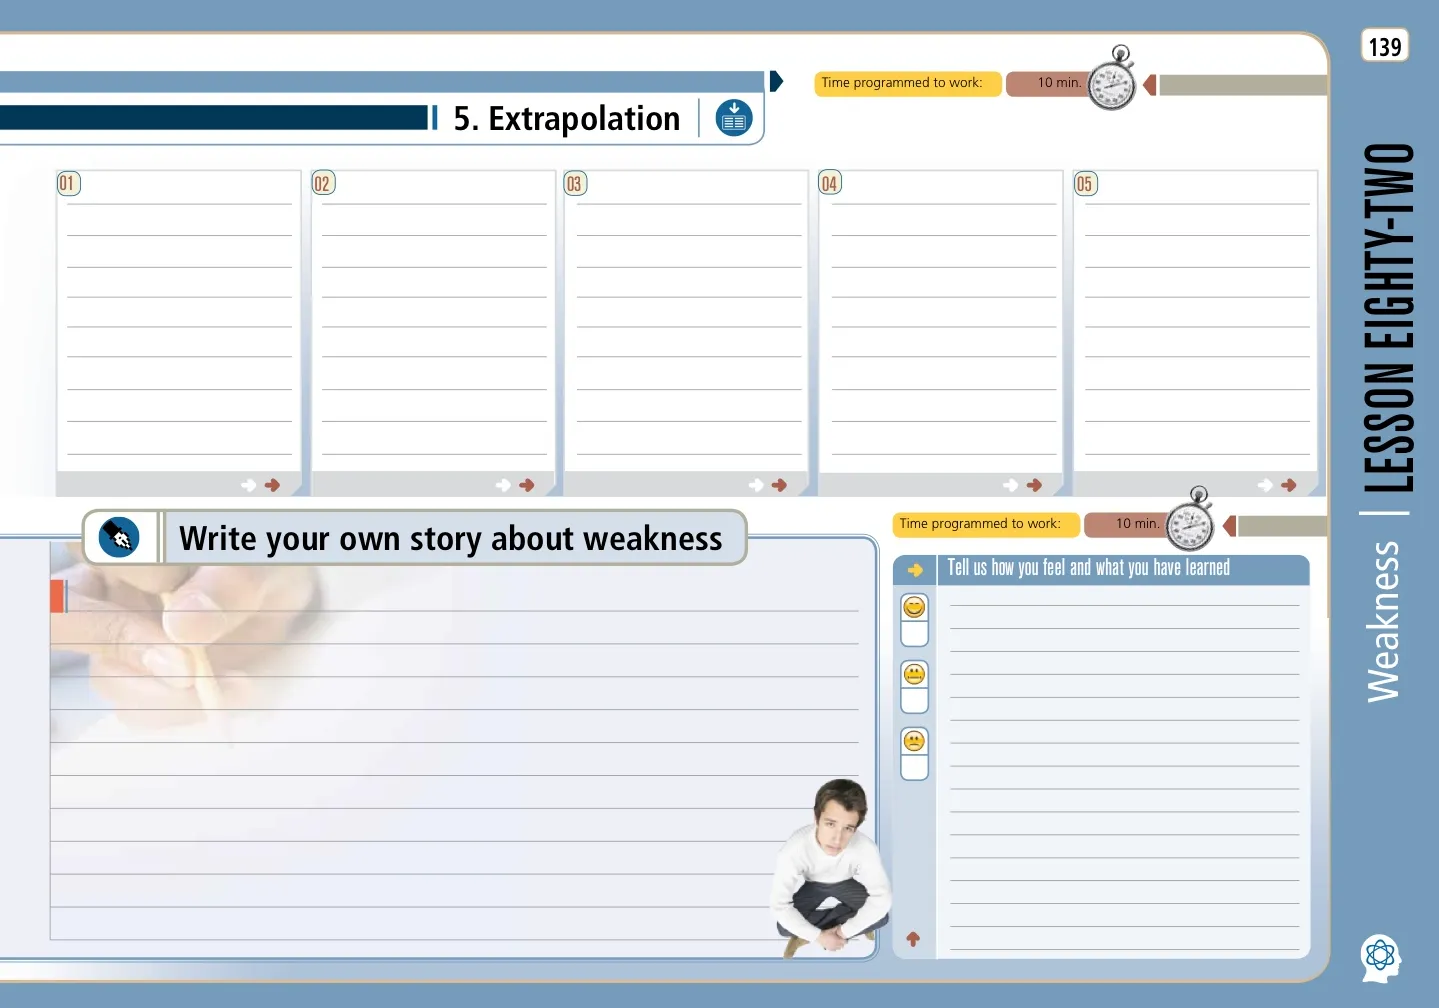 139
Time programmed to work:
10 min.
5. Extrapolation
01
02
03
04
05
LESSON EIGHTY-TWO
Weakness
Write your own story about weakness
Time programmed to work:
10 min.
Tell us how you feel and what you have learned